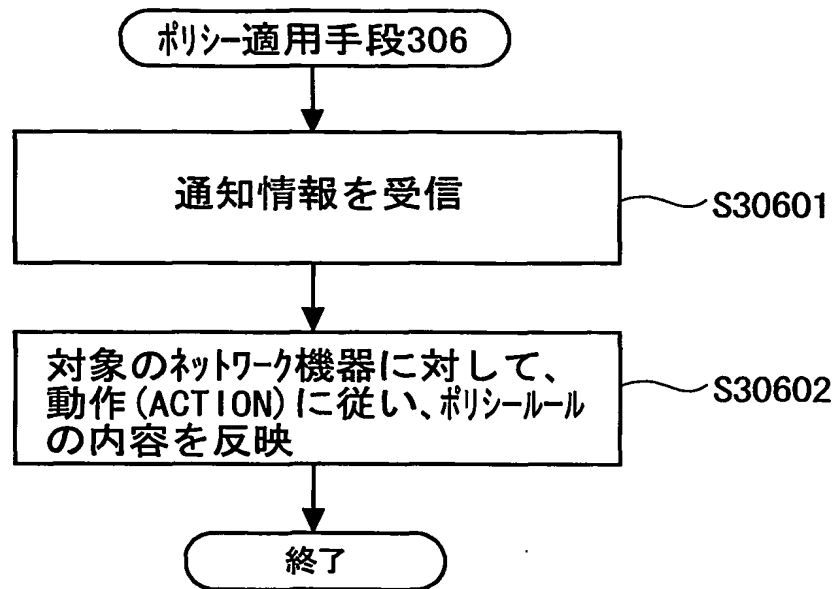 ポリシー適用手段306
通知情報を受信
S30601
対象のネットワーク機器に対して、
動作(ACTION)に従い、ポリシールール
の内容を反映
S30602
終了